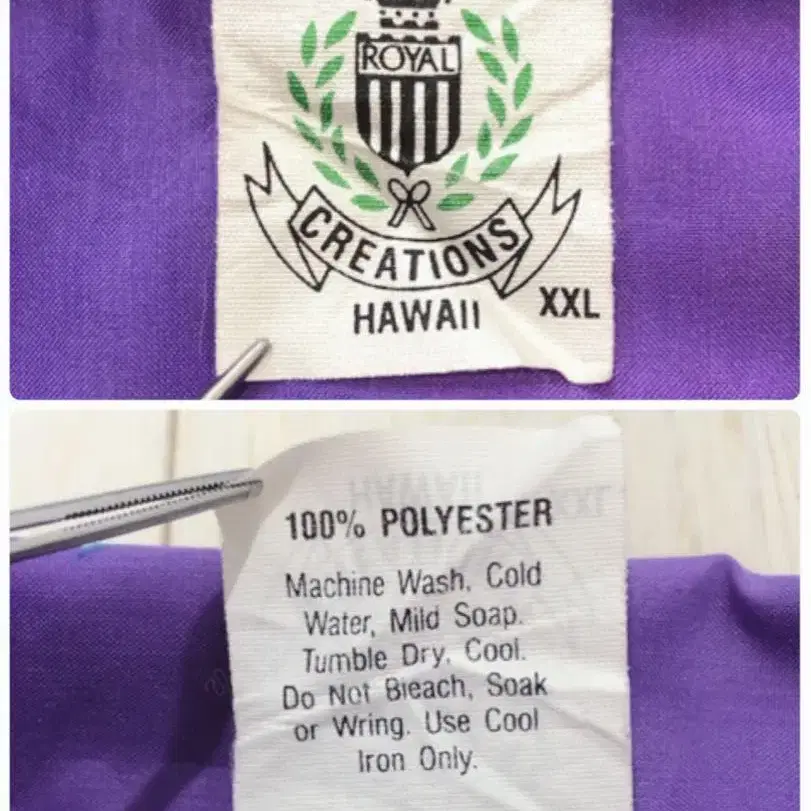 ROYAL
CREATIONS
HAWAII
XXL
100% POLYESTER
Machine Wash, Cold
Water, Mild Soap.
Tumble Dry, Cool.
Do Not Bleach, Soak
or Wring. Use Cool
Iron Only.